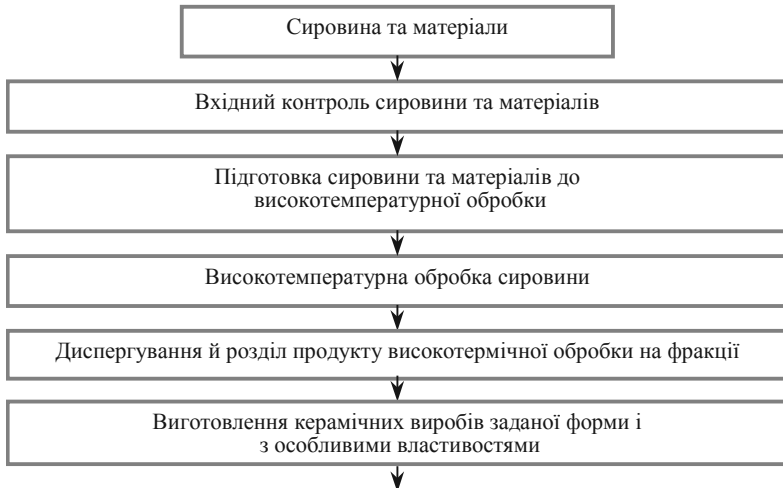 Сировина та матеріали
Вхідний контроль сировини та матеріалів
Підготовка сировини та матеріалів до
високотемпературної обробки
Високотемпературна обробка сировини
Диспергування й розділ продукту високотермічної обробки на фракції
Виготовлення керамічних виробів заданої форми і
з особливими властивостями